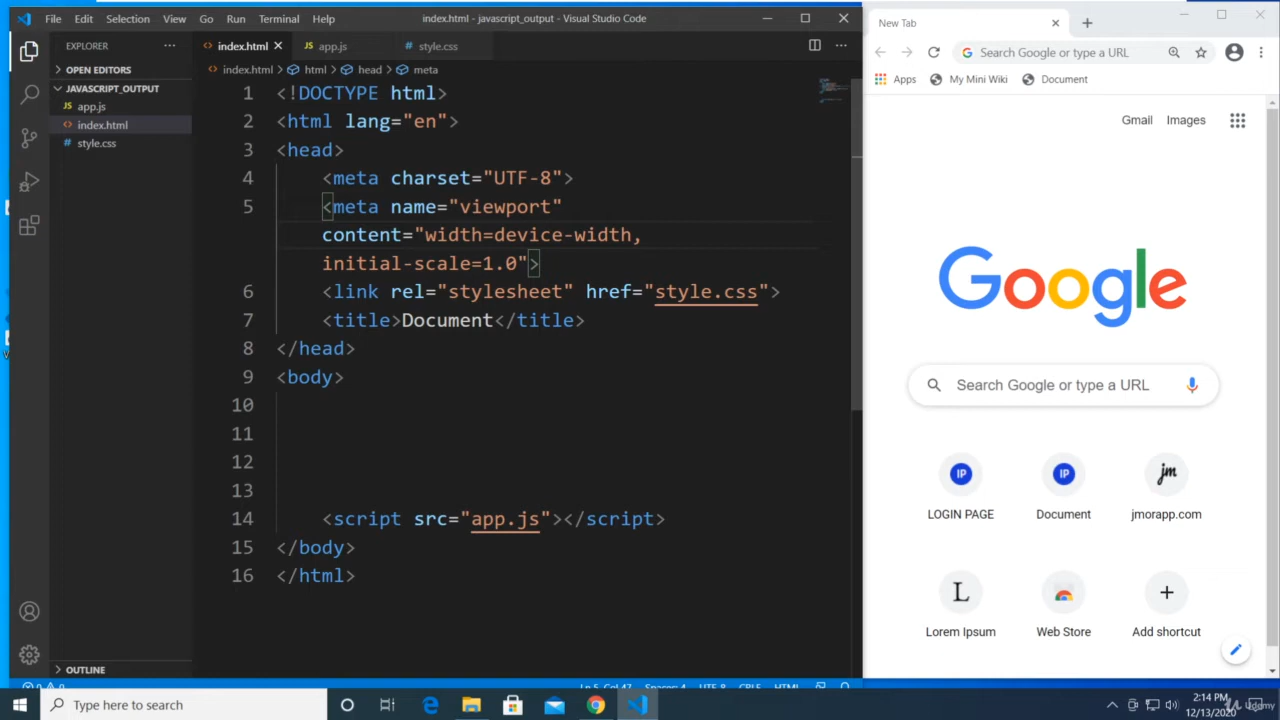 File Edit Selection View Go Run Terminal Help index.html - javascript_output - Visual Studio Code
EXPLORER
OPEN EDITORS
JAVASCRIPT_OUTPUT
JS app.js
<> index.html
# style.css
OUTLINE
<> index.html JS app.js # style.css
<> index.html > html > head > meta
1 <!DOCTYPE html>
2 <html lang="en">
3 <head>
4 <meta charset="UTF-8">
5 <meta name="viewport"
content="width=device-width,
initial-scale=1.0">
6 <link rel="stylesheet" href="style.css">
7 <title>Document</title>
8 </head>
9 <body>
10
11
12
13
14 <script src="app.js"></script>
15 </body>
16 </html>
New Tab
Search Google or type a URL
Apps My Mini Wiki Document
Gmail Images
Google
Search Google or type a URL
IP IP jm
LOGIN PAGE Document jmorapp.com
L
Lorem Ipsum Web Store Add shortcut
Type here to search
2:14 PM
Udemy